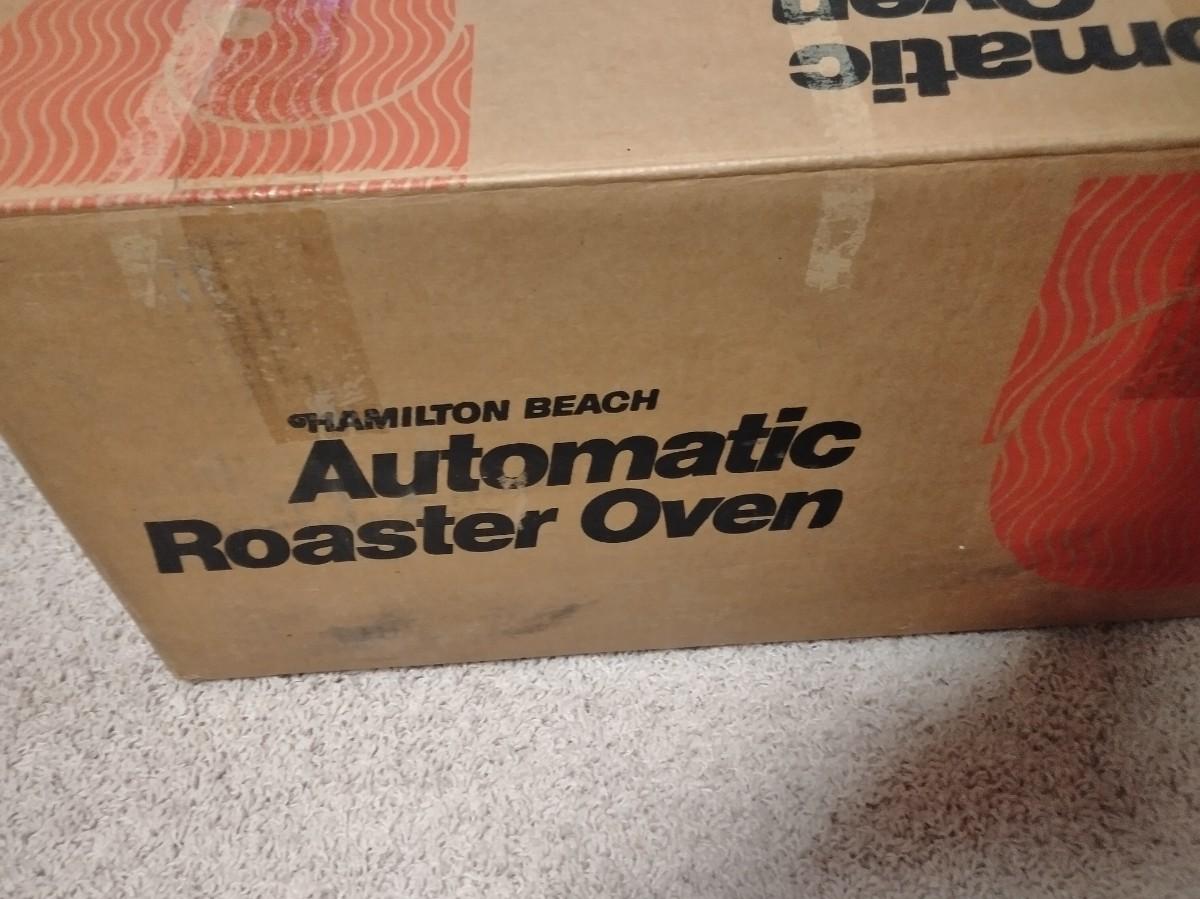 HAMILTON BEACH
Automatic
Roaster Oven
omatic
Oven